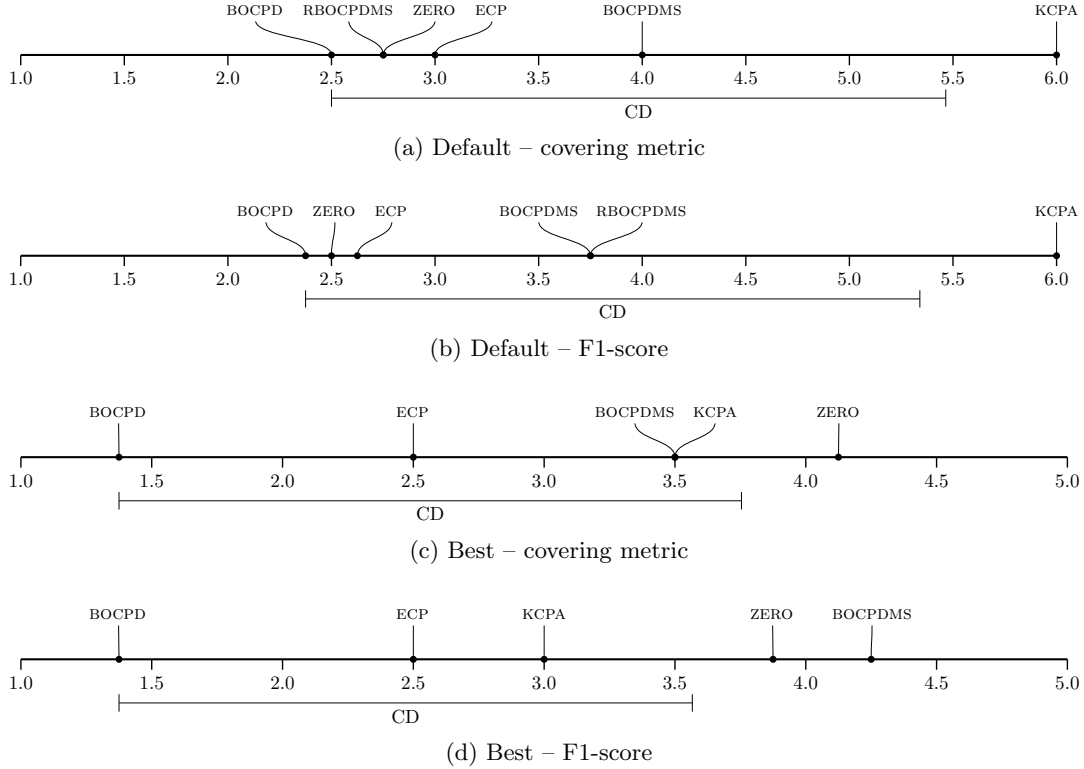 BOCPD RBOCPDMS ZERO ECP BOCPDMS KCPA
1.0 1.5 2.0 2.5 3.0 3.5 4.0 4.5 5.0 5.5 6.0
CD
(a) Default – covering metric
BOCPD ZERO ECP BOCPDMS RBOCPDMS KCPA
1.0 1.5 2.0 2.5 3.0 3.5 4.0 4.5 5.0 5.5 6.0
CD
(b) Default – F1-score
BOCPD ECP BOCPDMS KCPA ZERO
1.0 1.5 2.0 2.5 3.0 3.5 4.0 4.5 5.0
CD
(c) Best – covering metric
BOCPD ECP KCPA ZERO BOCPDMS
1.0 1.5 2.0 2.5 3.0 3.5 4.0 4.5 5.0
CD
(d) Best – F1-score